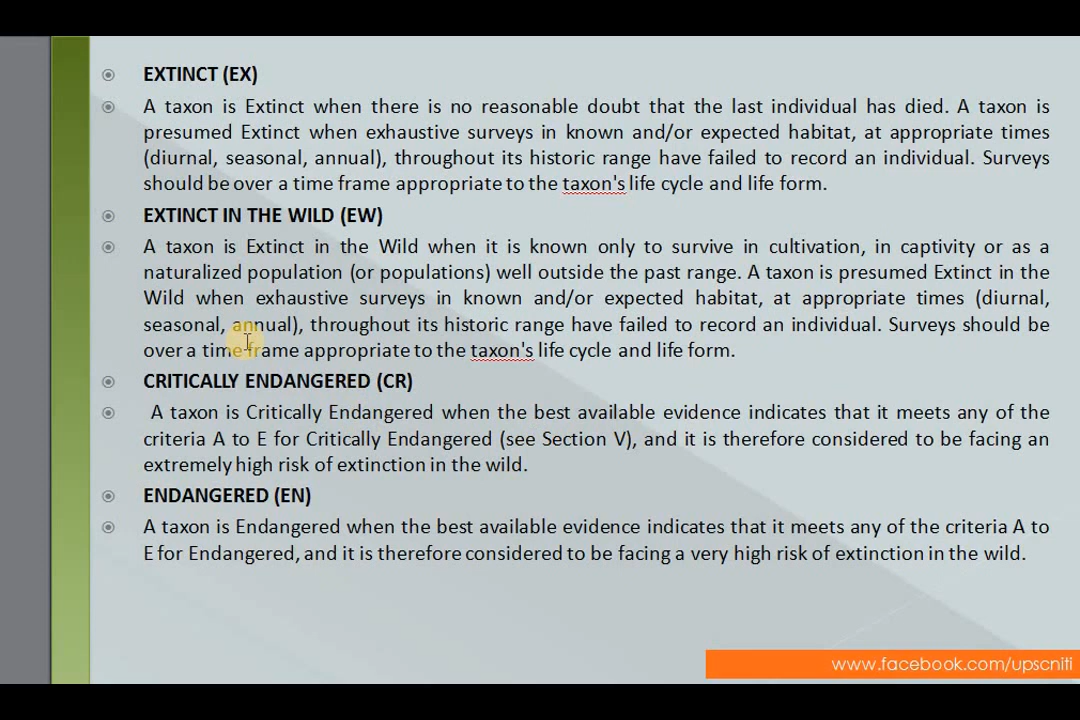 EXTINCT (EX)
A taxon is Extinct when there is no reasonable doubt that the last individual has died. A taxon is
presumed Extinct when exhaustive surveys in known and/or expected habitat, at appropriate times
(diurnal, seasonal, annual), throughout its historic range have failed to record an individual. Surveys
should be over a time frame appropriate to the taxon's life cycle and life form.
EXTINCT IN THE WILD (EW)
A taxon is Extinct in the Wild when it is known only to survive in cultivation, in captivity or as a
naturalized population (or populations) well outside the past range. A taxon is presumed Extinct in the
Wild when exhaustive surveys in known and/or expected habitat, at appropriate times (diurnal,
seasonal, annual), throughout its historic range have failed to record an individual. Surveys should be
over a time frame appropriate to the taxon's life cycle and life form.
CRITICALLY ENDANGERED (CR)
A taxon is Critically Endangered when the best available evidence indicates that it meets any of the
criteria A to E for Critically Endangered (see Section V), and it is therefore considered to be facing an
extremely high risk of extinction in the wild.
ENDANGERED (EN)
A taxon is Endangered when the best available evidence indicates that it meets any of the criteria A to
E for Endangered, and it is therefore considered to be facing a very high risk of extinction in the wild.
www.facebook.com/upscniti